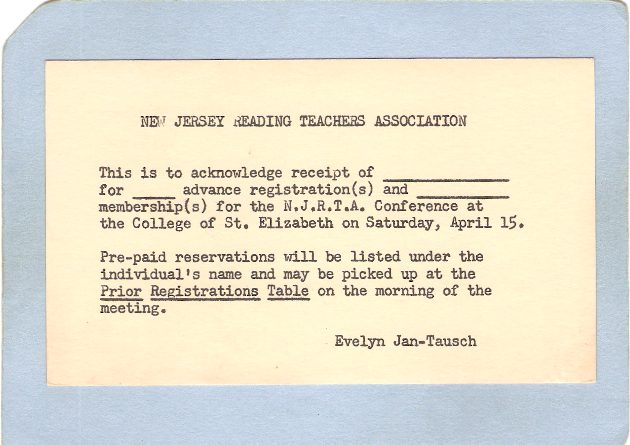 NEW JERSEY READING TEACHERS ASSOCIATION
This is to acknowledge receipt of ____________
for _____ advance registration(s) and _________
membership(s) for the N.J.R.T.A. Conference at
the College of St. Elizabeth on Saturday, April 15.
Pre-paid reservations will be listed under the
individual's name and may be picked up at the
Prior Registrations Table on the morning of the
meeting.
Evelyn Jan-Tausch